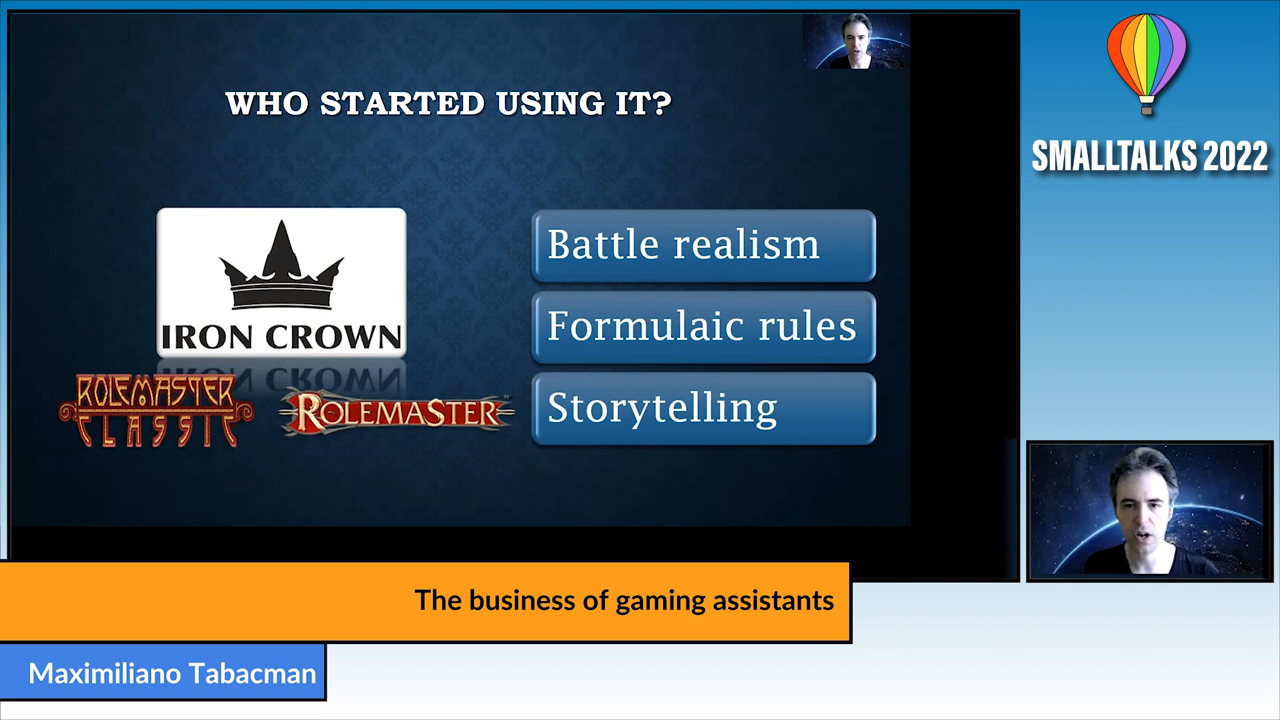 WHO STARTED USING IT?
IRON CROWN
ROLEMASTER
CLASSIC
ROLEMASTER
Battle realism
Formulaic rules
Storytelling
SMALLTALKS 2022
The business of gaming assistants
Maximiliano Tabacman